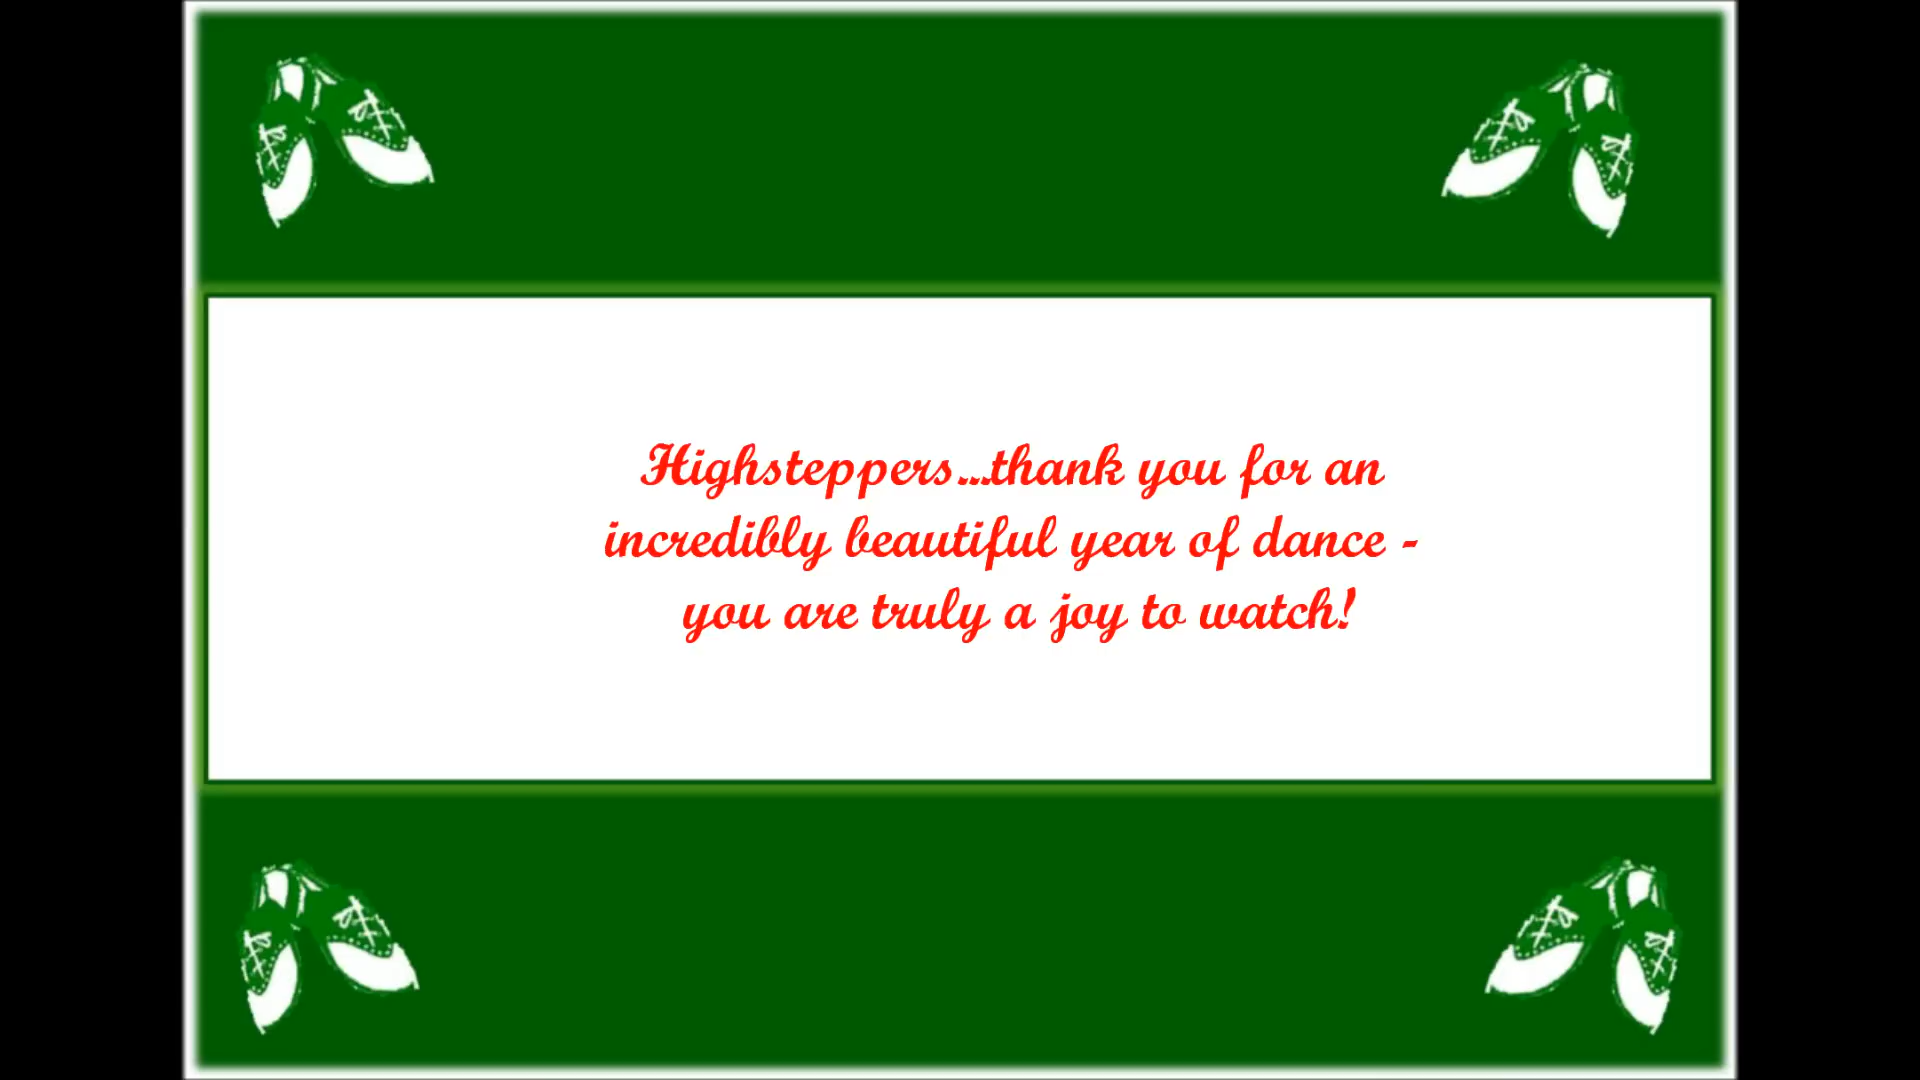 Highsteppers...thank you for an
incredibly beautiful year of dance -
you are truly a joy to watch!